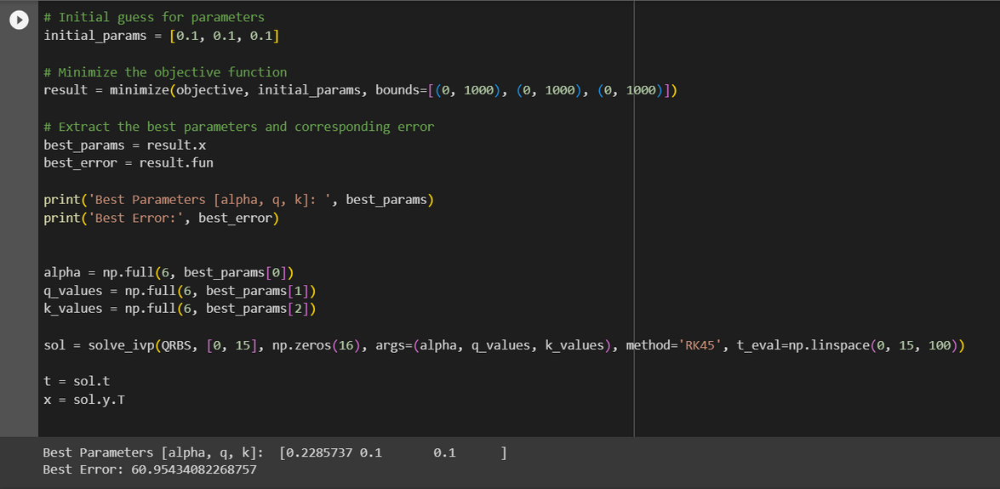 # Initial guess for parameters
initial_params = [0.1, 0.1, 0.1]
# Minimize the objective function
result = minimize(objective, initial_params, bounds=[(0, 1000), (0, 1000), (0, 1000)])
# Extract the best parameters and corresponding error
best_params = result.x
best_error = result.fun
print('Best Parameters [alpha, q, k]: ', best_params)
print('Best Error:', best_error)
alpha = np.full(6, best_params[0])
q_values = np.full(6, best_params[1])
k_values = np.full(6, best_params[2])
sol = solve_ivp(QRBS, [0, 15], np.zeros(16), args=(alpha, q_values, k_values), method='RK45', t_eval=np.linspace(0, 15, 100))
t = sol.t
x = sol.y.T
Best Parameters [alpha, q, k]:  [0.2285737 0.1       0.1      ]
Best Error: 60.95434082268757